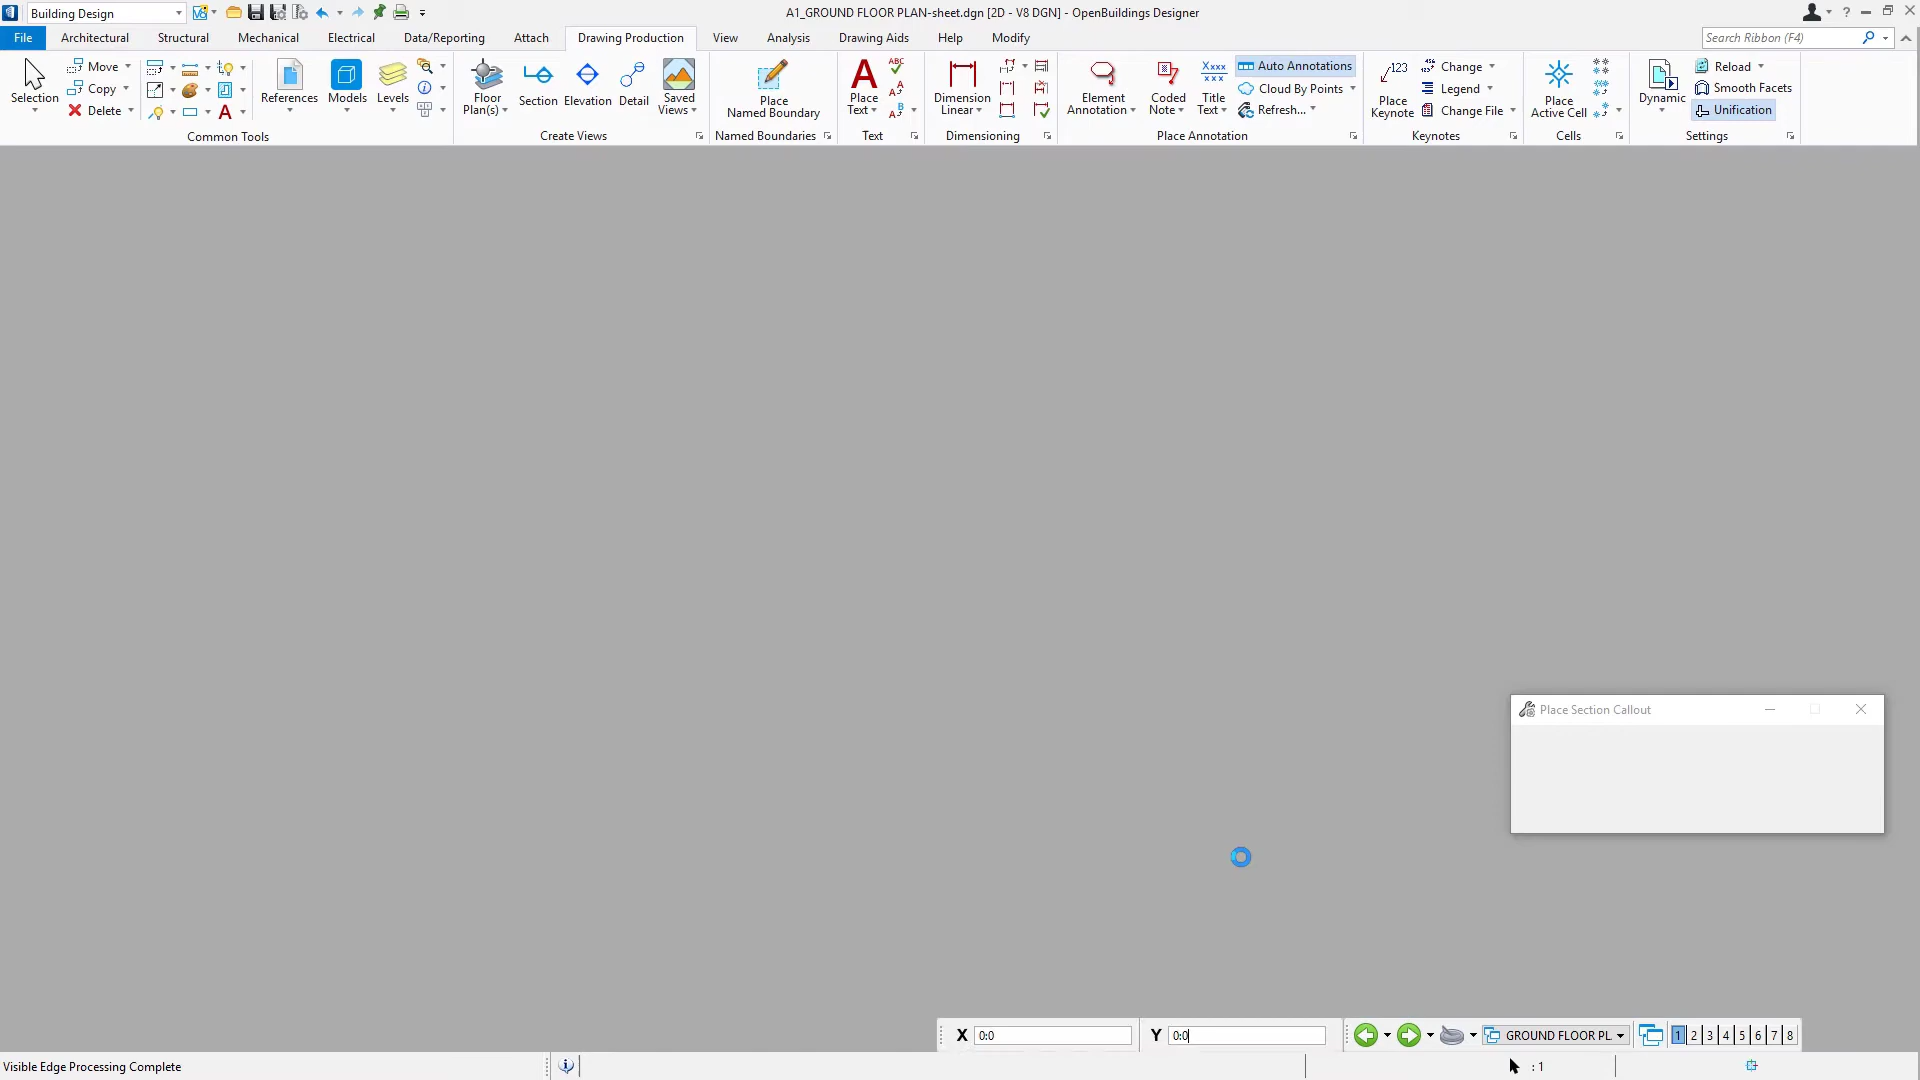 Building Design
A1_GROUND FLOOR PLAN-sheet.dgn [2D - V8 DGN] - OpenBuildings Designer
File Architectural Structural Mechanical Electrical Data/Reporting Attach Drawing Production View Analysis Drawing Aids Help Modify
Search Ribbon (F4)
Selection
Move
Copy
Delete
Common Tools
References
Models
Levels
Floor Plan(s)
Section
Elevation
Detail
Saved Views
Create Views
Place Named Boundary
Named Boundaries
Place Text
ABC
Text
Dimension Linear
Dimensioning
Element Annotation
Coded Note
Xxxx
Title Text
Auto Annotations
Cloud By Points
Refresh...
Place Annotation
123
Place Keynote
Change
Legend
Change File
Keynotes
Place Active Cell
Cells
Dynamic
Reload
Smooth Facets
Unification
Settings
Place Section Callout
X 0:0
Y 0:0
GROUND FLOOR PL
1 2 3 4 5 6 7 8
Visible Edge Processing Complete
: 1